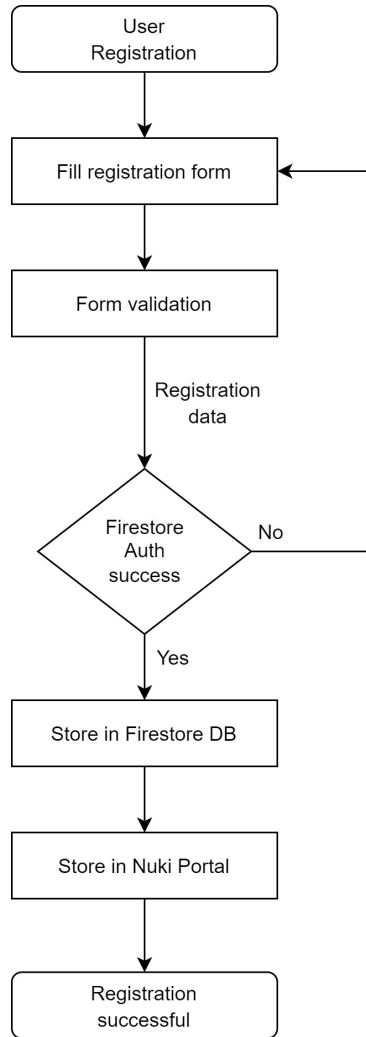 User
Registration
Fill registration form
Form validation
Registration
data
Firestore
Auth
success
No
Yes
Store in Firestore DB
Store in Nuki Portal
Registration
successful